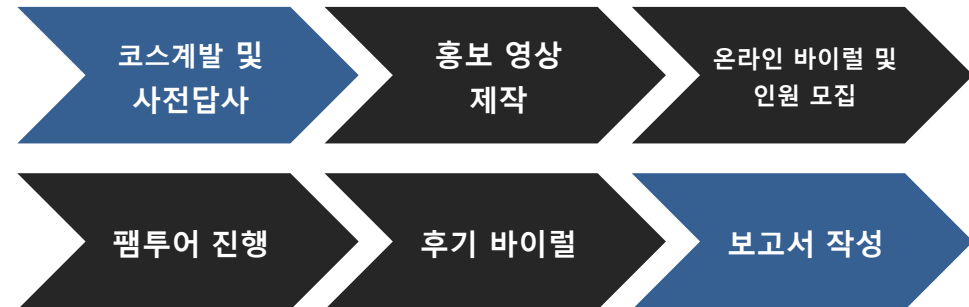 코스계발 및
사전답사
홍보 영상
제작
온라인 바이럴 및
인원 모집
팸투어 진행
후기 바이럴
보고서 작성